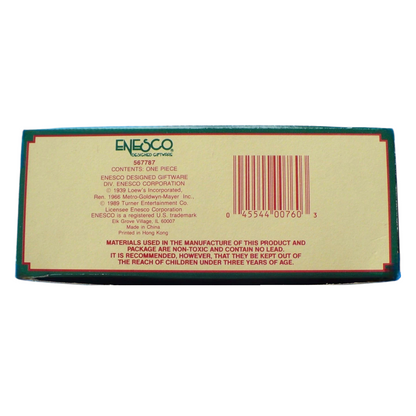 ENESCO
DESIGNED GIFTWARE
567787
CONTENTS: ONE PIECE
ENESCO DESIGNED GIFTWARE
DIV. ENESCO CORPORATION
© 1939 Loew's Incorporated.
Ren. 1966 Metro-Goldwyn-Mayer Inc.,
© 1989 Turner Entertainment Co.
Licensee Enesco Corporation
ENESCO is a registered U.S. trademark
Elk Grove Village, IL 60007
Made in China
Printed in Hong Kong
0 45544 00760 3
MATERIALS USED IN THE MANUFACTURE OF THIS PRODUCT AND
PACKAGE ARE NON-TOXIC AND CONTAIN NO LEAD.
IT IS RECOMMENDED, HOWEVER, THAT THEY BE KEPT OUT OF
THE REACH OF CHILDREN UNDER THREE YEARS OF AGE.